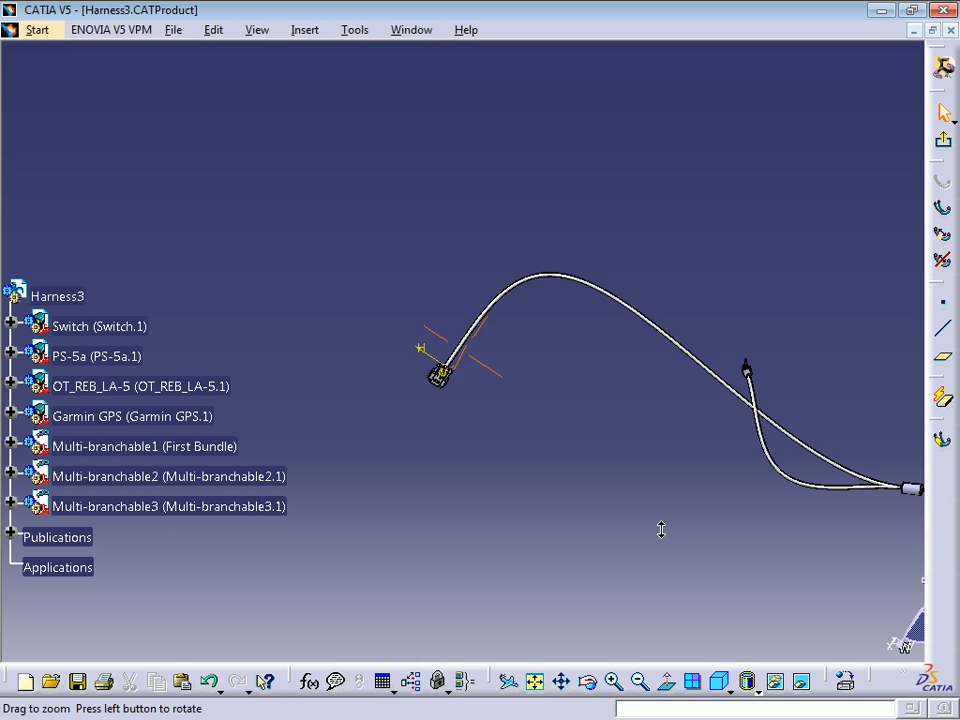 CATIA V5 - [Harness3.CATProduct]
Start ENOVIA V5 VPM File Edit View Insert Tools Window Help
H
Harness3
Switch (Switch.1)
PS-5a (PS-5a.1)
OT_REB_LA-5 (OT_REB_LA-5.1)
Garmin GPS (Garmin GPS.1)
Multi-branchable1 (First Bundle)
Multi-branchable2 (Multi-branchable2.1)
Multi-branchable3 (Multi-branchable3.1)
Publications
Applications
f(x)
CATIA
Drag to zoom Press left button to rotate